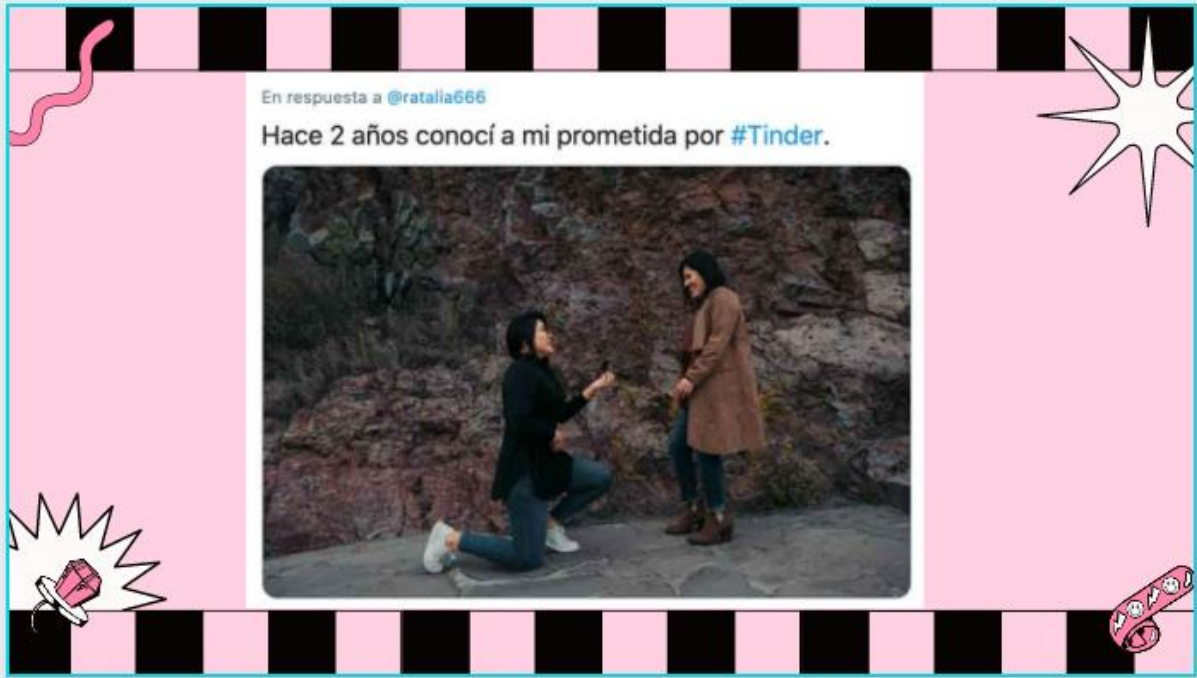 En respuesta a @ratalia666
Hace 2 años conocí a mi prometida por #Tinder.